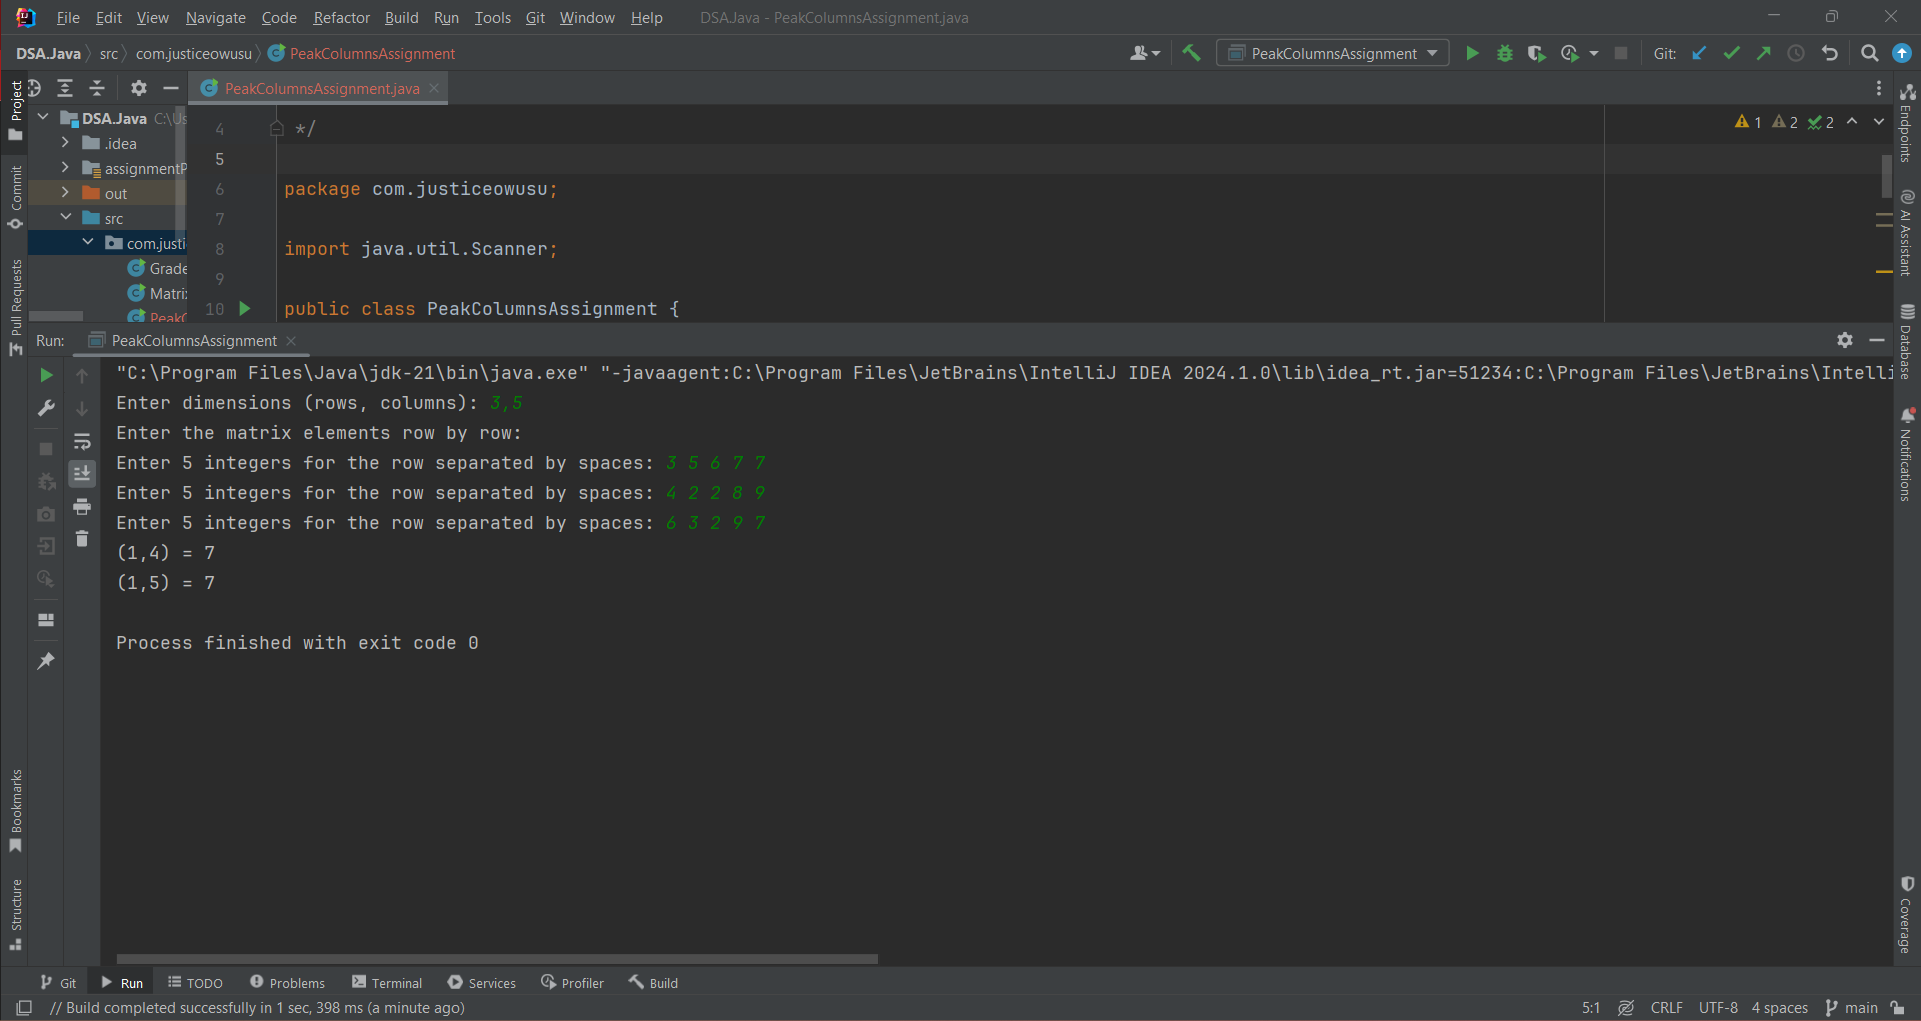 File Edit View Navigate Code Refactor Build Run Tools Git Window Help DSA.Java - PeakColumnsAssignment.java
DSA.Java src com.justiceowusu PeakColumnsAssignment PeakColumnsAssignment Git:
Project
PeakColumnsAssignment.java
DSA.Java C:\Us
.idea
assignmentP
out
src
com.justi
Grade
Matrix
PeakC
4 */
5
6 package com.justiceowusu;
7
8 import java.util.Scanner;
9
10 public class PeakColumnsAssignment {
1 2 2
Commit
Pull Requests
Bookmarks
Structure
Endpoints
AI Assistant
Database
Notifications
Coverage
Run: PeakColumnsAssignment
"C:\Program Files\Java\jdk-21\bin\java.exe" "-javaagent:C:\Program Files\JetBrains\IntelliJ IDEA 2024.1.0\lib\idea_rt.jar=51234:C:\Program Files\JetBrains\Intelli
Enter dimensions (rows, columns): 3,5
Enter the matrix elements row by row:
Enter 5 integers for the row separated by spaces: 3 5 6 7 7
Enter 5 integers for the row separated by spaces: 4 2 2 8 9
Enter 5 integers for the row separated by spaces: 6 3 2 9 7
(1,4) = 7
(1,5) = 7
Process finished with exit code 0
Git Run TODO Problems Terminal Services Profiler Build
// Build completed successfully in 1 sec, 398 ms (a minute ago) 5:1 CRLF UTF-8 4 spaces main